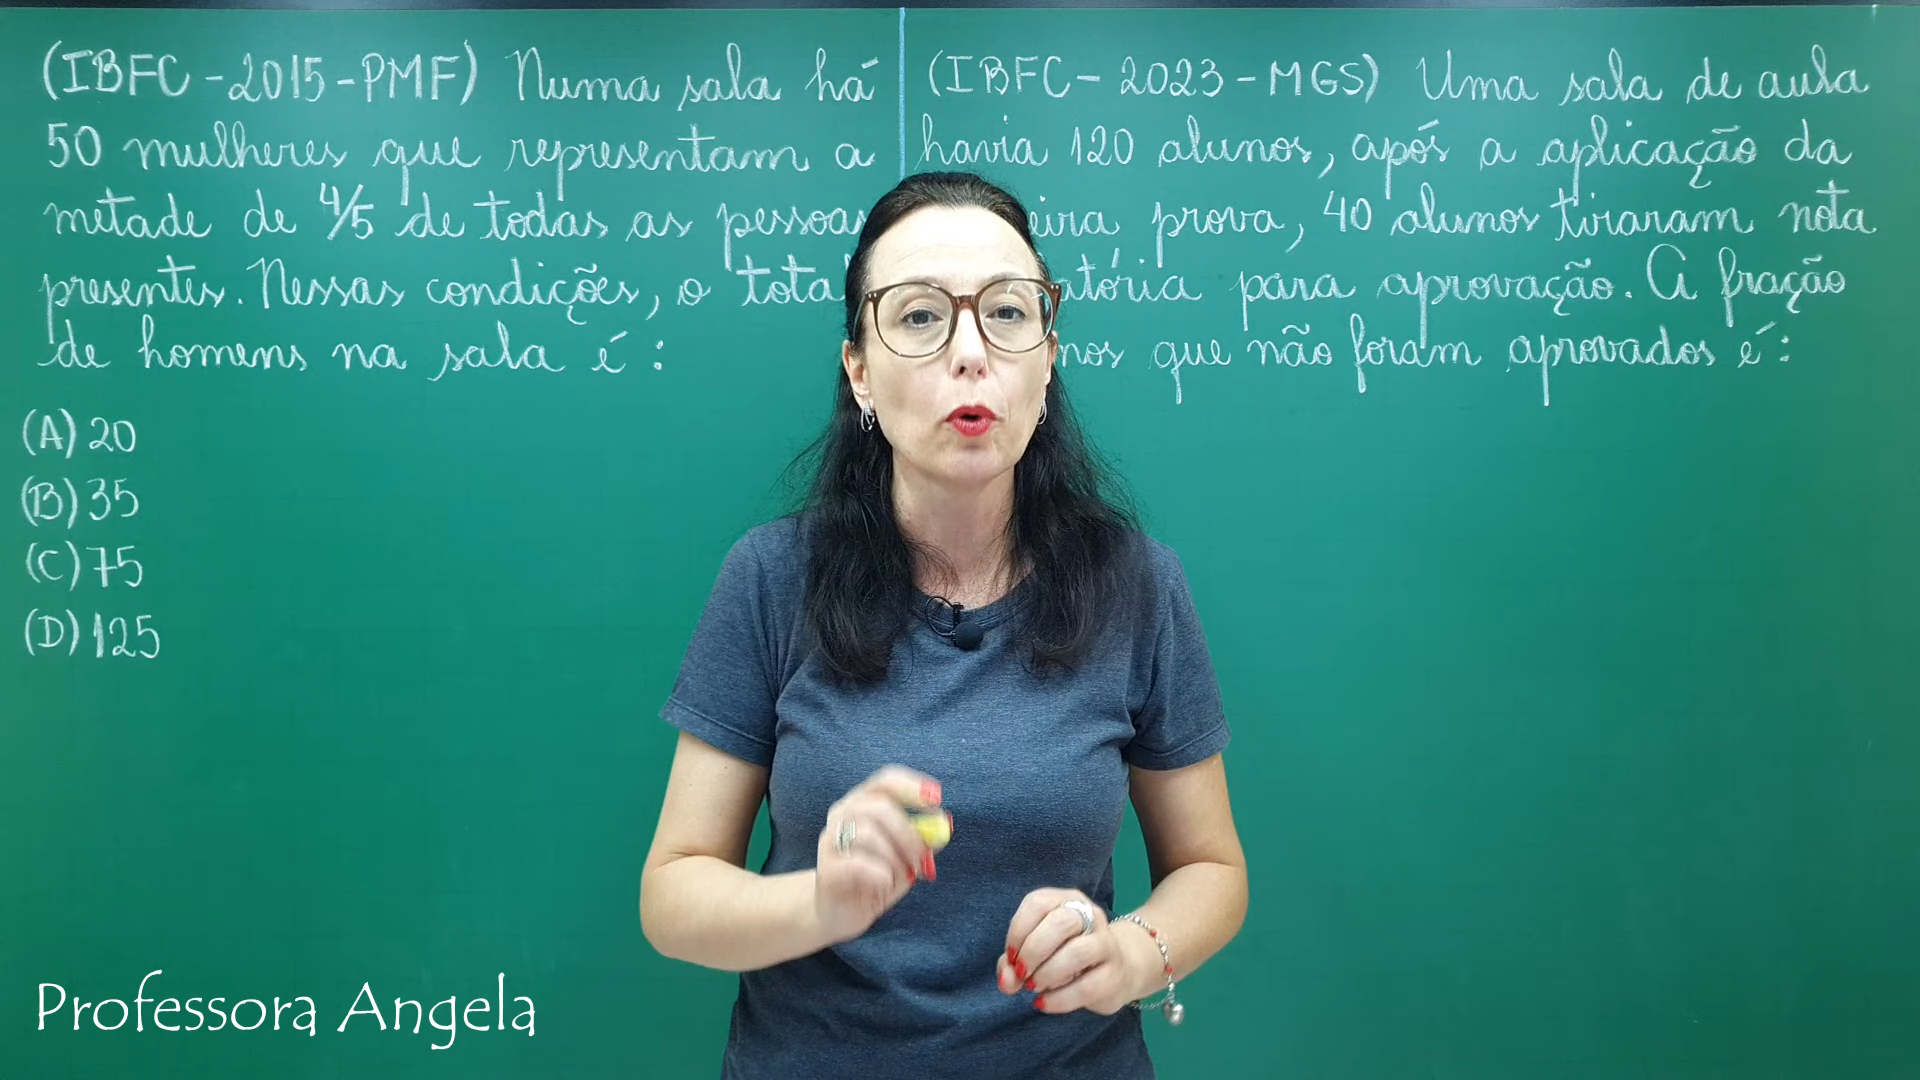 (IBFC - 2015 - PMF) Numa sala há
50 mulheres que representam a
metade de 4/5 de todas as pessoas
presentes. Nessas condições, o total
de homens na sala é:
(A) 20
(B) 35
(C) 75
(D) 125
(IBFC - 2023 - MGS) Uma sala de aula
havia 120 alunos, após a aplicação da
eira prova, 40 alunos tiraram nota
atória para aprovação. A fração
nos que não foram aprovados é:
Professora Angela